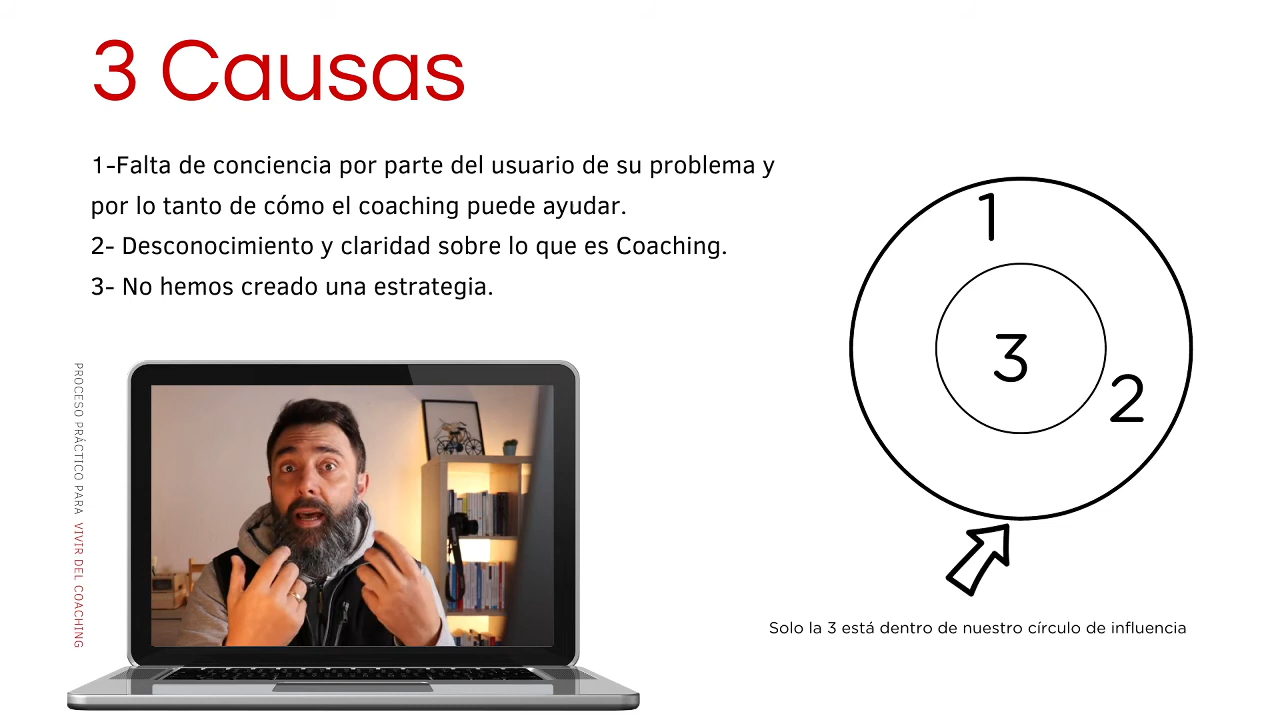 3 Causas
1-Falta de conciencia por parte del usuario de su problema y
por lo tanto de cómo el coaching puede ayudar.
2- Desconocimiento y claridad sobre lo que es Coaching.
3- No hemos creado una estrategia.
PROCESO PRÁCTICO PARA VIVIR DEL COACHING
1
3
2
Solo la 3 está dentro de nuestro círculo de influencia